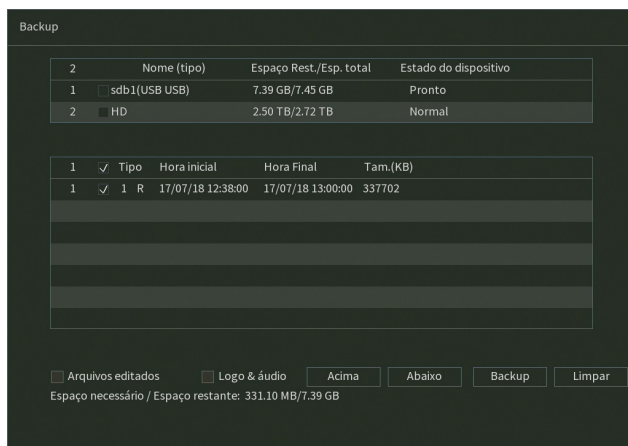 Backup
2 Nome (tipo) Espaço Rest./Esp. total Estado do dispositivo
1 sdb1(USB USB) 7.39 GB/7.45 GB Pronto
2 HD 2.50 TB/2.72 TB Normal
1 Tipo Hora inicial Hora Final Tam.(KB)
1 1 R 17/07/18 12:38:00 17/07/18 13:00:00 337702
Arquivos editados Logo & áudio Acima Abaixo Backup Limpar
Espaço necessário / Espaço restante: 331.10 MB/7.39 GB